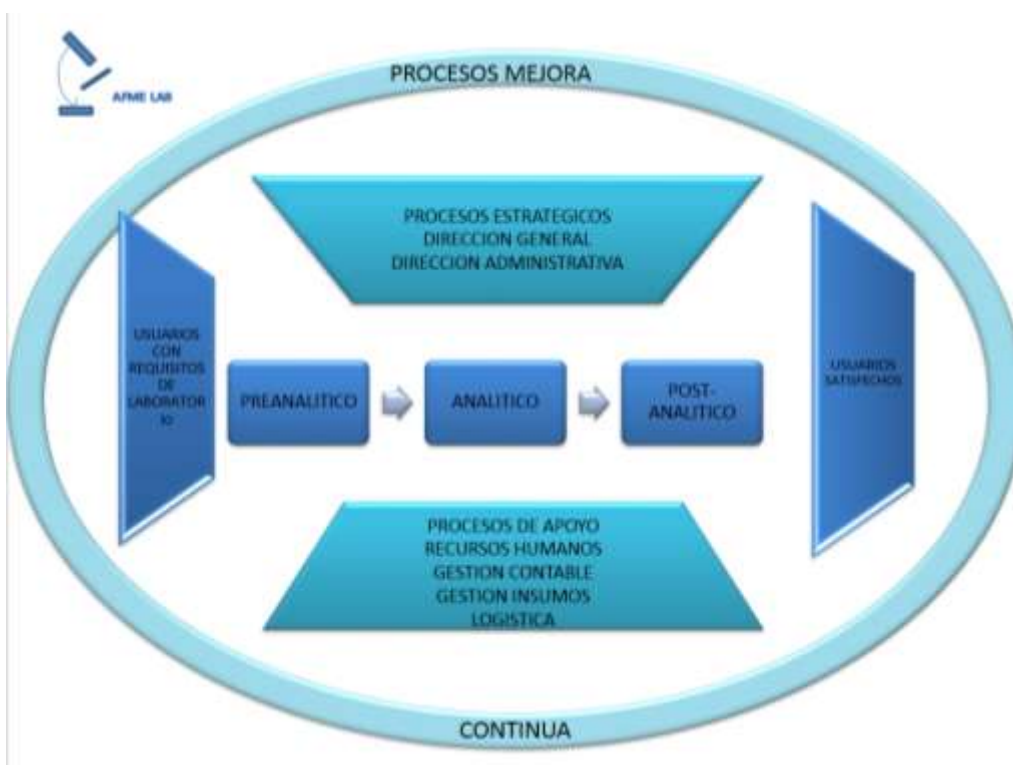 AFME LAB
PROCESOS MEJORA
PROCESOS ESTRATEGICOS
DIRECCION GENERAL
DIRECCION ADMINISTRATIVA
USUARIOS
CON
REQUISITOS
DE
LABORATOR
IO
PREANALITICO
ANALITICO
POST-
ANALITICO
USUARIOS
SATISFECHOS
PROCESOS DE APOYO
RECURSOS HUMANOS
GESTION CONTABLE
GESTION INSUMOS
LOGISTICA
CONTINUA